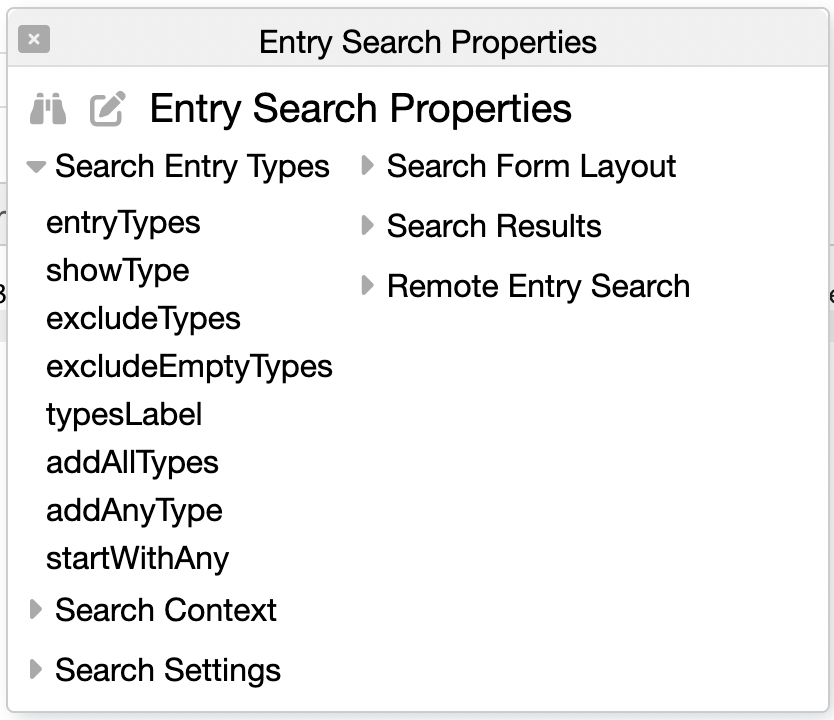 Entry Search Properties
Entry Search Properties
Search Entry Types
entryTypes
showType
excludeTypes
excludeEmptyTypes
typesLabel
addAllTypes
addAnyType
startWithAny
Search Context
Search Settings
Search Form Layout
Search Results
Remote Entry Search